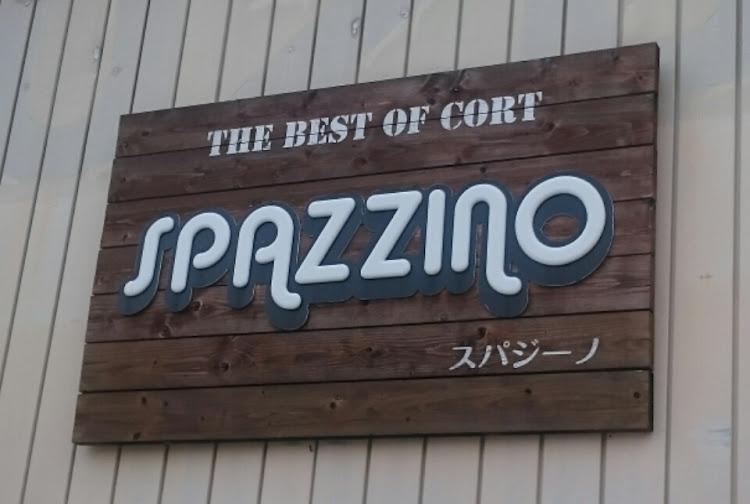 THE BEST OF CORT
SPAZZINO
スパジーノ